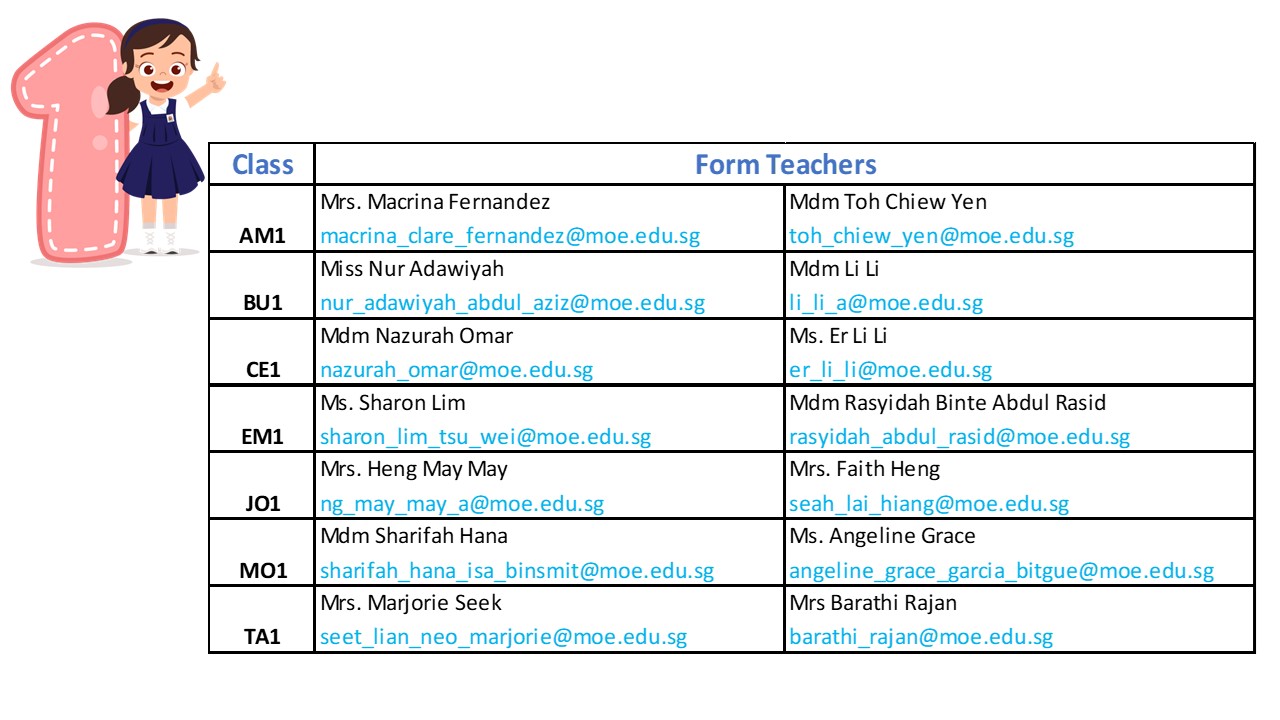 1
Class Form Teachers
Mrs. Macrina Fernandez Mdm Toh Chiew Yen
AM1 macrina_clare_fernandez@moe.edu.sg toh_chiew_yen@moe.edu.sg
Miss Nur Adawiyah Mdm Li Li
BU1 nur_adawiyah_abdul_aziz@moe.edu.sg li_li_a@moe.edu.sg
Mdm Nazurah Omar Ms. Er Li Li
CE1 nazurah_omar@moe.edu.sg er_li_li@moe.edu.sg
Ms. Sharon Lim Mdm Rasyidah Binte Abdul Rasid
EM1 sharon_lim_tsu_wei@moe.edu.sg rasyidah_abdul_rasid@moe.edu.sg
Mrs. Heng May May Mrs. Faith Heng
JO1 ng_may_may_a@moe.edu.sg seah_lai_hiang@moe.edu.sg
Mdm Sharifah Hana Ms. Angeline Grace
MO1 sharifah_hana_isa_binsmit@moe.edu.sg angeline_grace_garcia_bitgue@moe.edu.sg
Mrs. Marjorie Seek Mrs Barathi Rajan
TA1 seet_lian_neo_marjorie@moe.edu.sg barathi_rajan@moe.edu.sg